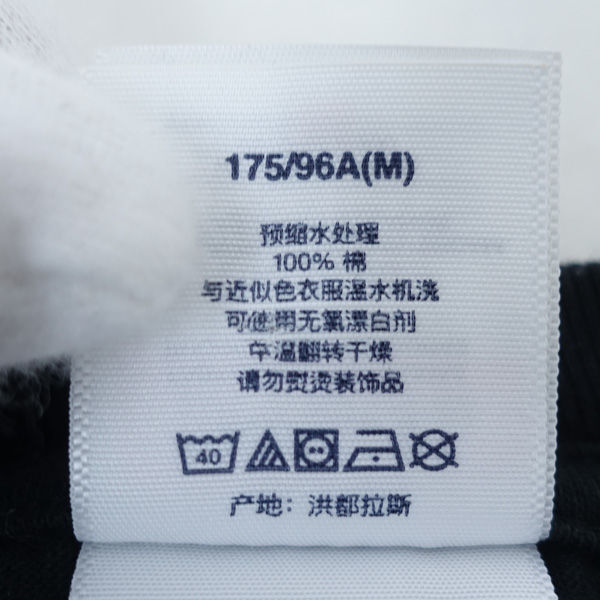 175/96A(M)
预缩水处理
100% 棉
与近似色衣服温水机洗
可使用无氧漂白剂
中温翻转干燥
请勿熨烫装饰品
40
产地：洪都拉斯